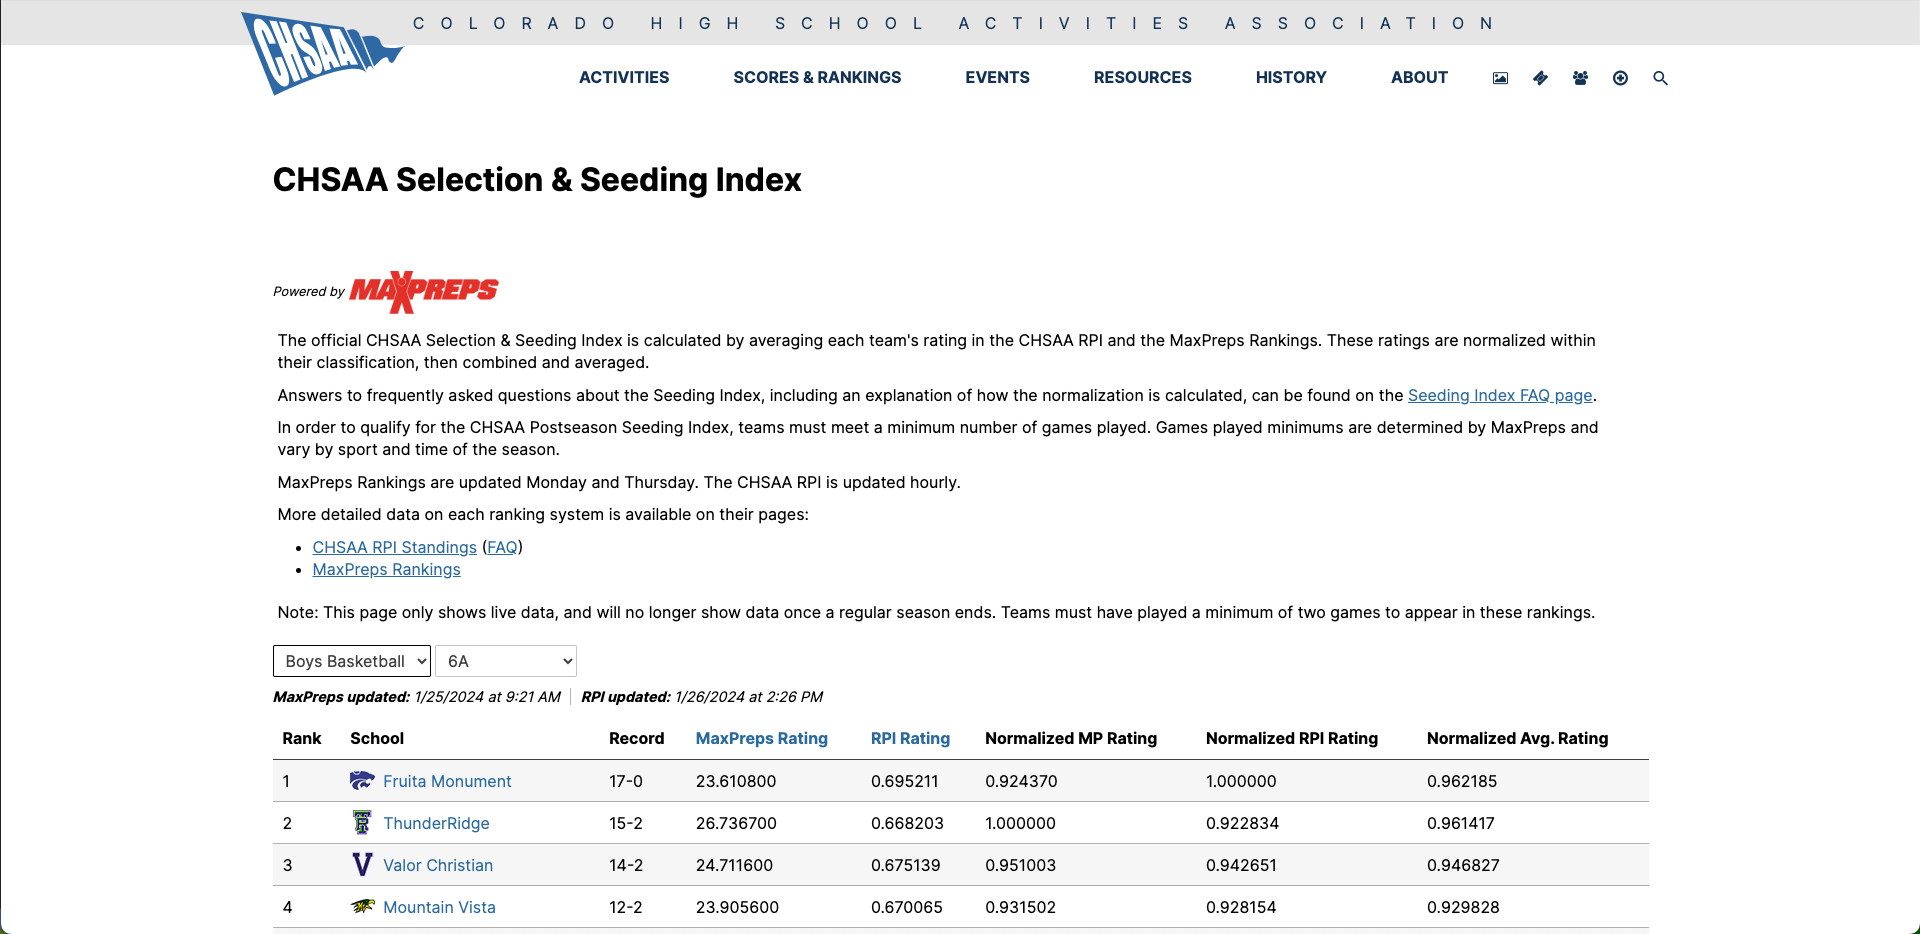 COLORADO HIGH SCHOOL ACTIVITIES ASSOCIATION
CHSAA
ACTIVITIES SCORES & RANKINGS EVENTS RESOURCES HISTORY ABOUT
CHSAA Selection & Seeding Index
Powered by MAXPREPS
The official CHSAA Selection & Seeding Index is calculated by averaging each team's rating in the CHSAA RPI and the MaxPreps Rankings. These ratings are normalized within
their classification, then combined and averaged.
Answers to frequently asked questions about the Seeding Index, including an explanation of how the normalization is calculated, can be found on the Seeding Index FAQ page.
In order to qualify for the CHSAA Postseason Seeding Index, teams must meet a minimum number of games played. Games played minimums are determined by MaxPreps and
vary by sport and time of the season.
MaxPreps Rankings are updated Monday and Thursday. The CHSAA RPI is updated hourly.
More detailed data on each ranking system is available on their pages:
• CHSAA RPI Standings (FAQ)
• MaxPreps Rankings
Note: This page only shows live data, and will no longer show data once a regular season ends. Teams must have played a minimum of two games to appear in these rankings.
Boys Basketball 6A
MaxPreps updated: 1/25/2024 at 9:21 AM RPI updated: 1/26/2024 at 2:26 PM
Rank School Record MaxPreps Rating RPI Rating Normalized MP Rating Normalized RPI Rating Normalized Avg. Rating
1 Fruita Monument 17-0 23.610800 0.695211 0.924370 1.000000 0.962185
2 ThunderRidge 15-2 26.736700 0.668203 1.000000 0.922834 0.961417
3 Valor Christian 14-2 24.711600 0.675139 0.951003 0.942651 0.946827
4 Mountain Vista 12-2 23.905600 0.670065 0.931502 0.928154 0.929828